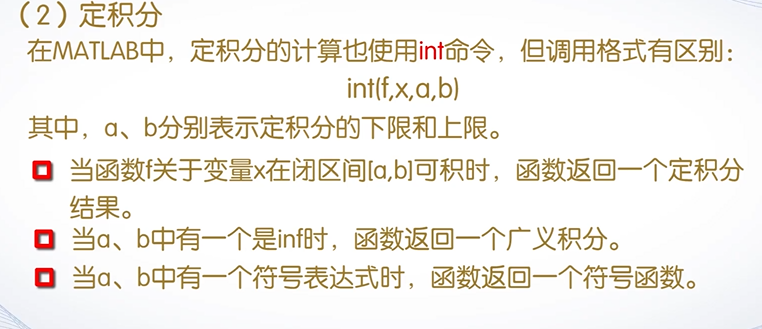 （2）定积分
在MATLAB中，定积分的计算也使用int命令，但调用格式有区别：
int(f,x,a,b)
其中，a、b分别表示定积分的下限和上限。
当函数f关于变量x在闭区间[a,b]可积时，函数返回一个定积分
结果。
当a、b中有一个是inf时，函数返回一个广义积分。
当a、b中有一个符号表达式时，函数返回一个符号函数。